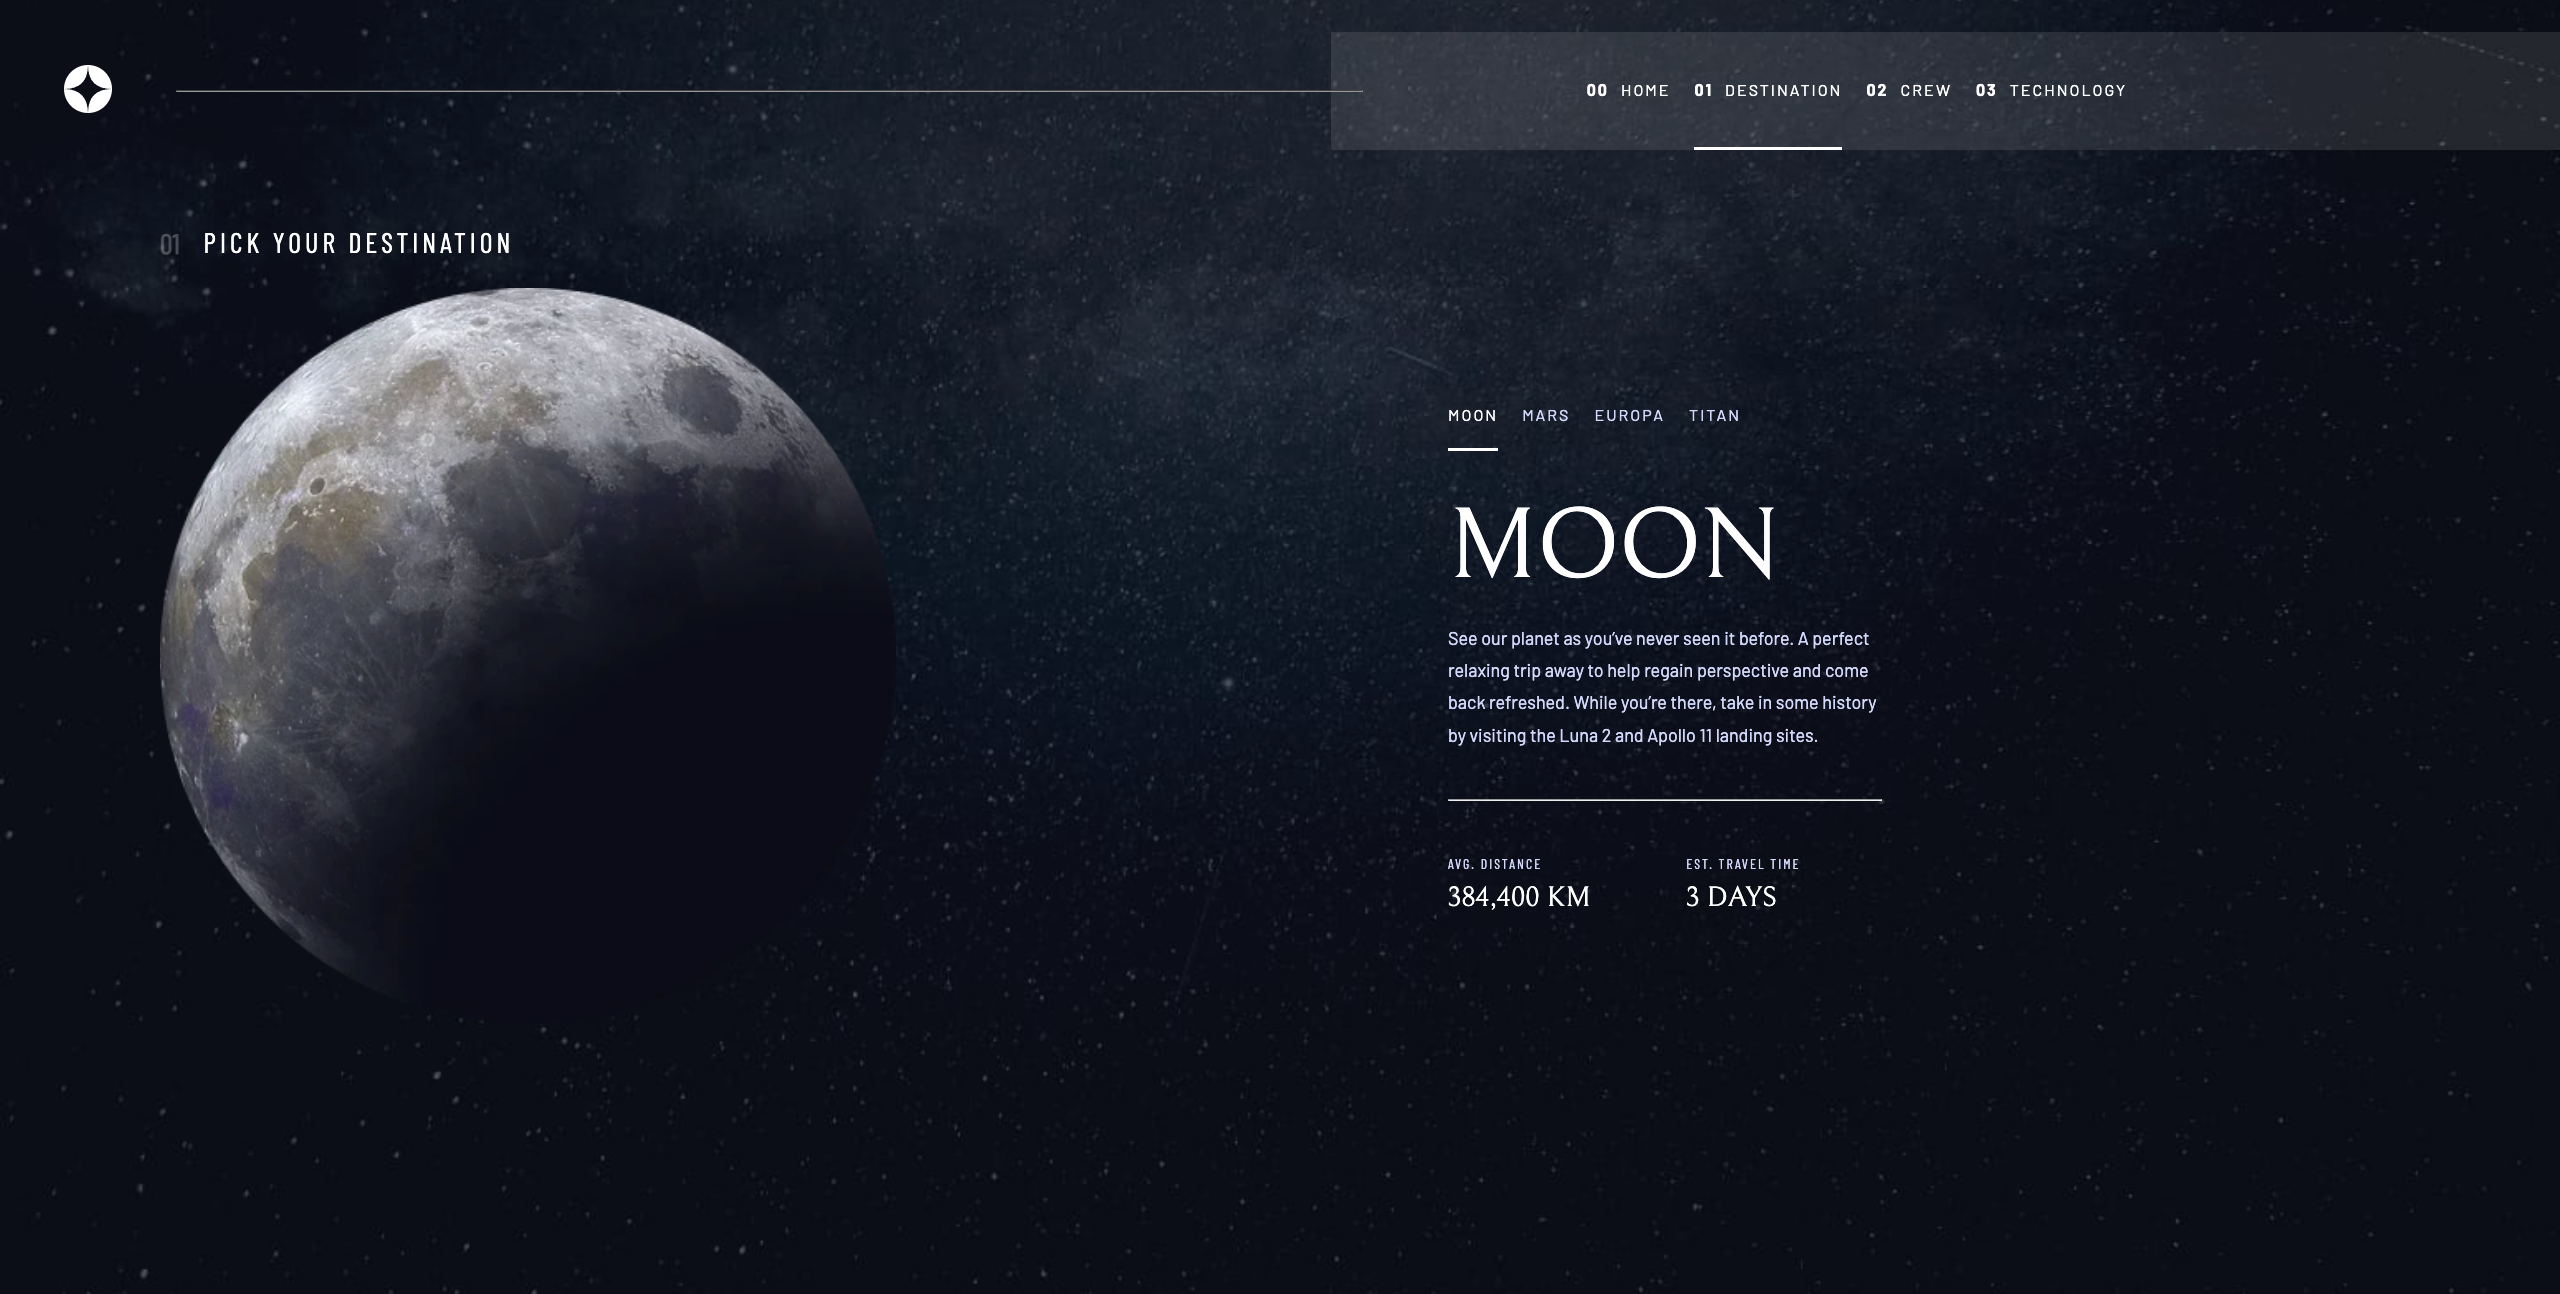 00 HOME 01 DESTINATION 02 CREW 03 TECHNOLOGY
01 PICK YOUR DESTINATION
MOON MARS EUROPA TITAN
MOON
See our planet as you’ve never seen it before. A perfect
relaxing trip away to help regain perspective and come
back refreshed. While you’re there, take in some history
by visiting the Luna 2 and Apollo 11 landing sites.
AVG. DISTANCE
384,400 KM
EST. TRAVEL TIME
3 DAYS